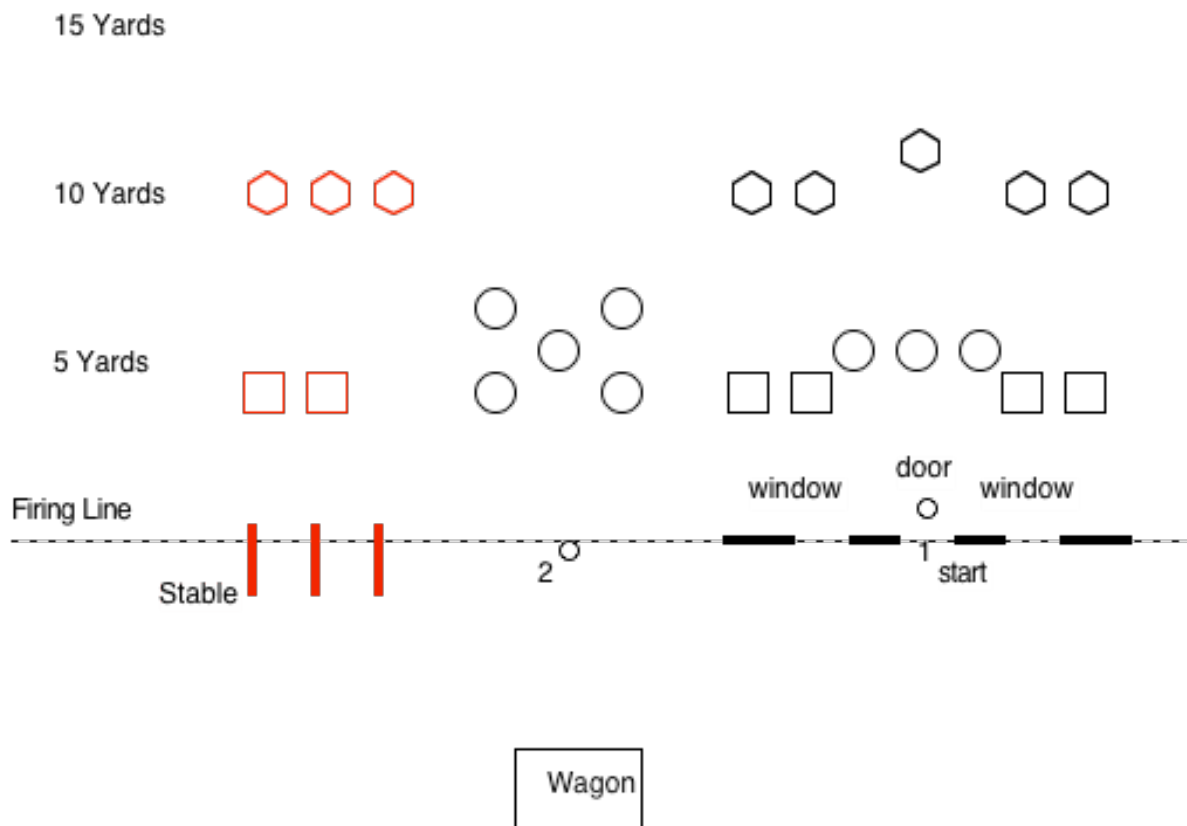 15 Yards
10 Yards
5 Yards
door
window
window
Firing Line
1
2
start
Stable
Wagon